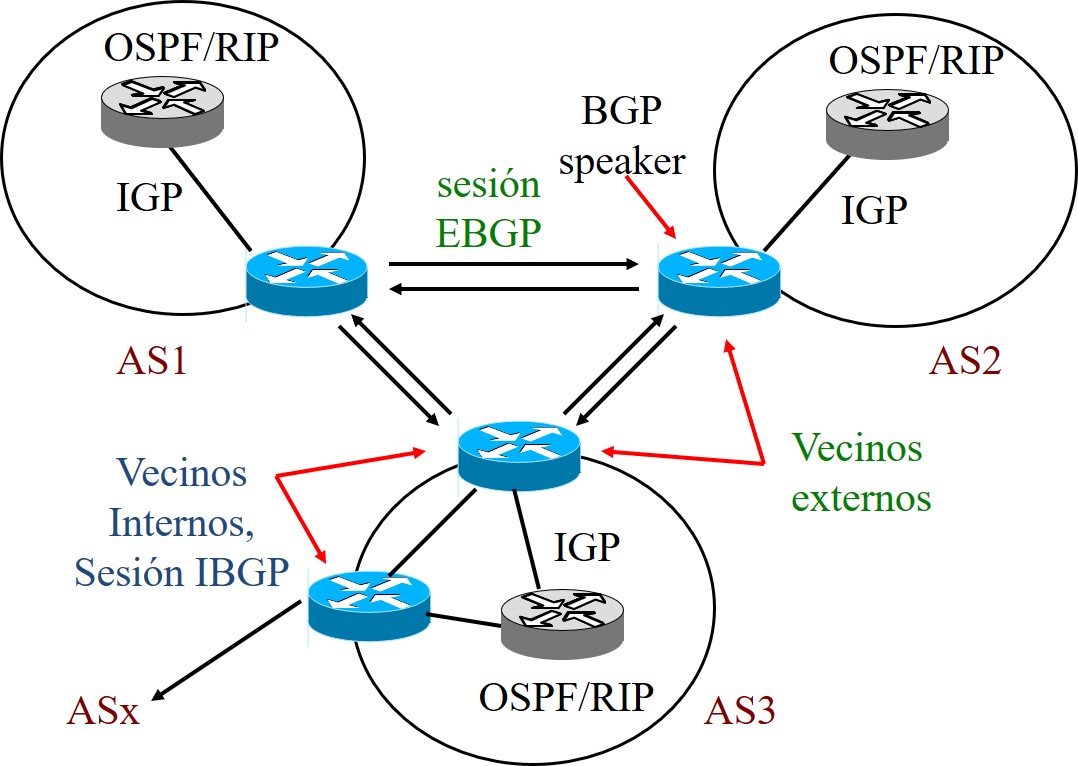 OSPF/RIP
IGP
AS1
sesión
EBGP
BGP
speaker
OSPF/RIP
IGP
AS2
Vecinos
Internos,
Sesión IBGP
Vecinos
externos
IGP
OSPF/RIP
ASx
AS3